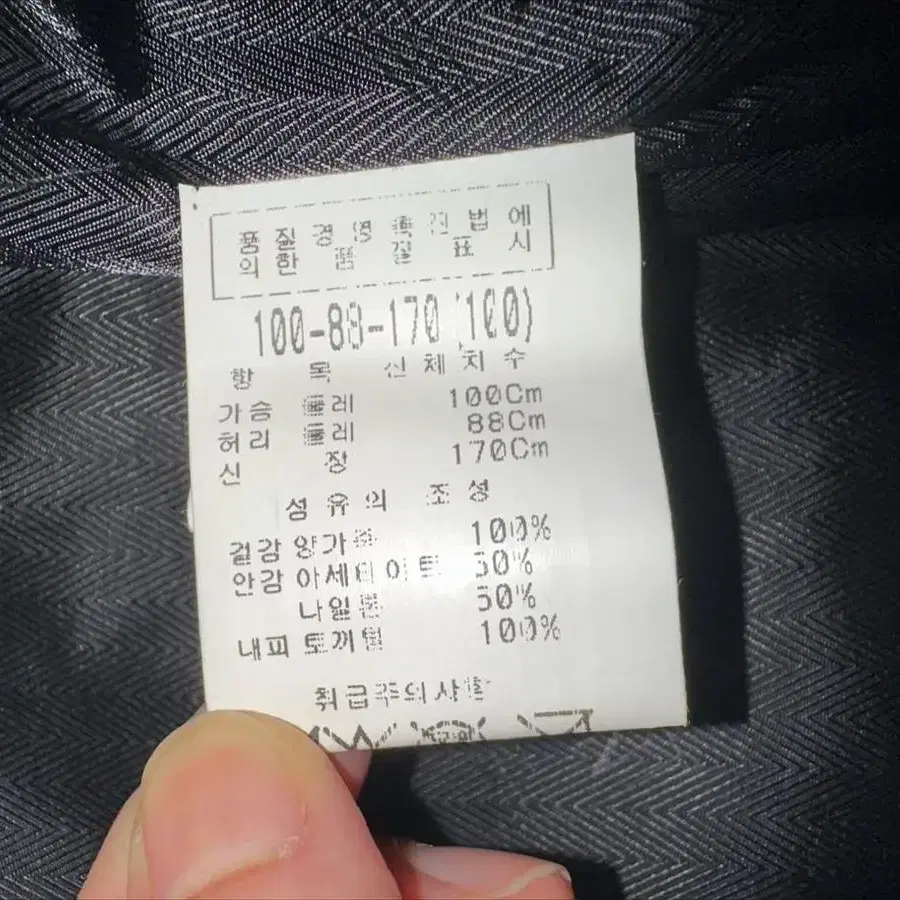 품질경영촉진법에
의한 품질표시
100-88-170(100)
항 목 신체치수
가슴둘레 100Cm
허리둘레 88Cm
신 장 170Cm
섬유의 조성
겉감 양가죽 100%
안감 아세테이트 50%
나일론 50%
내피 토끼털 100%
취급주의사항